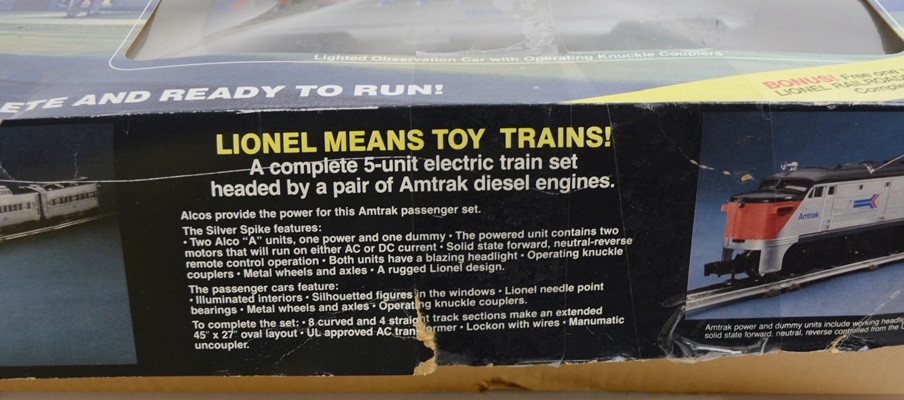 Lighted Observation Car with Operating Knuckle Couplers
ETE AND READY TO RUN!
BONUS! Free one
LIONEL RAILROAD
Comple
LIONEL MEANS TOY TRAINS!
A complete 5-unit electric train set
headed by a pair of Amtrak diesel engines.
Alcos provide the power for this Amtrak passenger set.
The Silver Spike features:
• Two Alco "A" units, one power and one dummy • The powered unit contains two
motors that will run on either AC or DC current • Solid state forward, neutral-reverse
remote control operation • Both units have a blazing headlight • Operating knuckle
couplers • Metal wheels and axles • A rugged Lionel design.
The passenger cars feature:
• Illuminated interiors • Silhouetted figures in the windows • Lionel needle point
bearings • Metal wheels and axles • Operating knuckle couplers.
To complete the set: • 8 curved and 4 straight track sections make an extended
45" x 27" oval layout • UL approved AC transformer • Lockon with wires • Manumatic
uncoupler.
Amtrak
Amtrak power and dummy units include working headlig
solid state forward, neutral, reverse controlled from the U